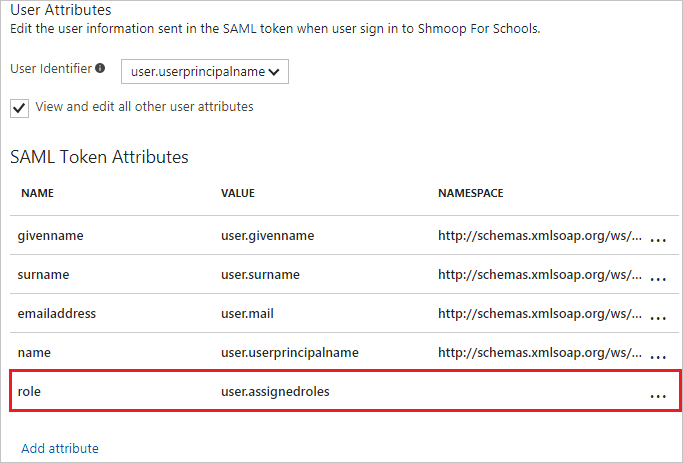 User Attributes
Edit the user information sent in the SAML token when user sign in to Shmoop For Schools.
User Identifier
user.userprincipalname
View and edit all other user attributes
SAML Token Attributes
NAME VALUE NAMESPACE
givenname user.givenname http://schemas.xmlsoap.org/ws/... ...
surname user.surname http://schemas.xmlsoap.org/ws/... ...
emailaddress user.mail http://schemas.xmlsoap.org/ws/... ...
name user.userprincipalname http://schemas.xmlsoap.org/ws/... ...
role user.assignedroles ...
Add attribute